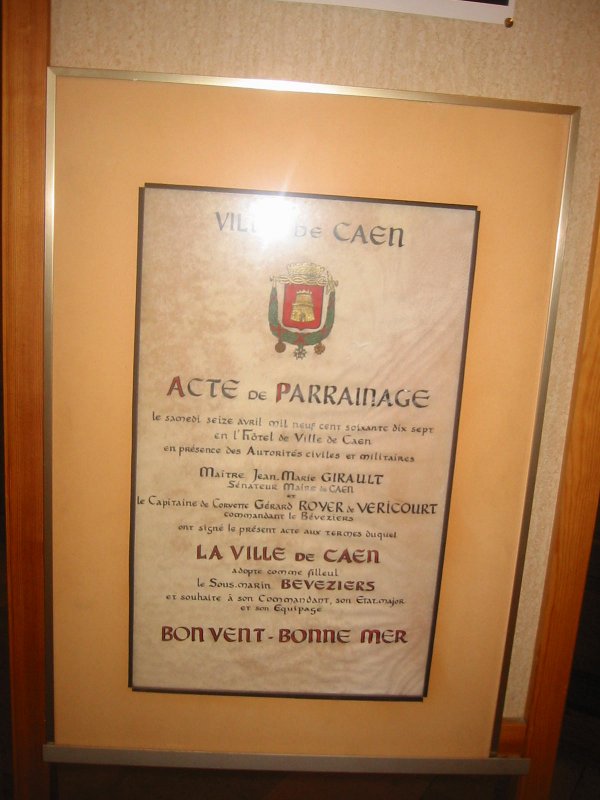 VILLE DE CAEN
ACTE DE PARRAINAGE
le samedi seize avril mil neuf cent soixante dix sept
en l'hôtel de Ville de Caen
en présence des Autorités civiles et militaires
Maître Jean.Marie GIRAULT
Sénateur Maire de CAEN
et
le Capitaine de Corvette Gérard ROYER de VERICOURT
commandant le Béveziers
ont signé le présent acte aux termes duquel
LA VILLE DE CAEN
adopte comme filleul
le Sous.marin BEVEZIERS
et souhaite à son Commandant, son Etat.major
et son Equipage
BON VENT - BONNE MER